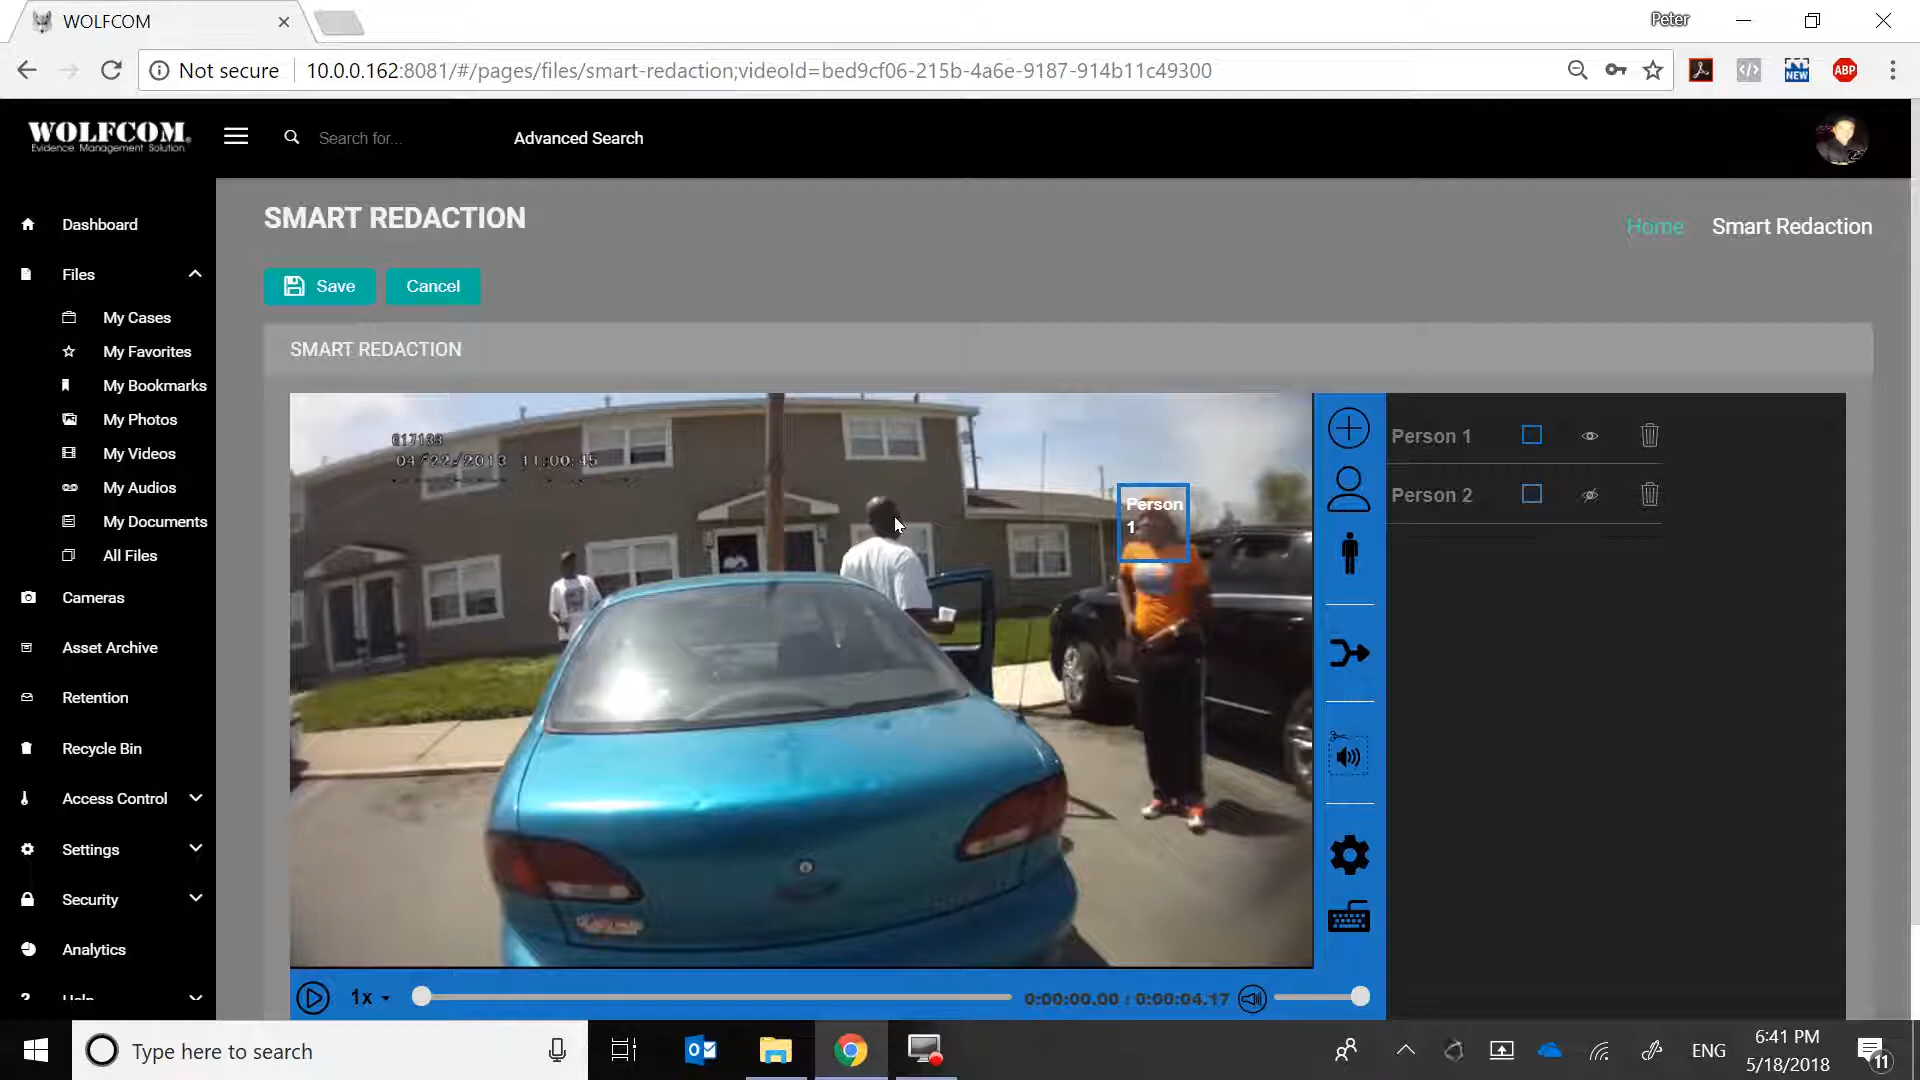 WOLFCOM
Peter
Not secure
10.0.0.162:8081/#/pages/files/smart-redaction;videoId=bed9cf06-215b-4a6e-9187-914b11c49300
NEW
ABP
WOLFCOM
Evidence Management Solution
Search for...
Advanced Search
SMART REDACTION
Home
Smart Redaction
Save
Cancel
SMART REDACTION
Dashboard
Files
My Cases
My Favorites
My Bookmarks
My Photos
My Videos
My Audios
My Documents
All Files
Cameras
Asset Archive
Retention
Recycle Bin
Access Control
Settings
Security
Analytics
Help
017133
04/22/2013 11:00:45
Person
1
Person 1
Person 2
1x
0:00:00.00 : 0:00:04.17
Type here to search
ENG
6:41 PM
5/18/2018
11